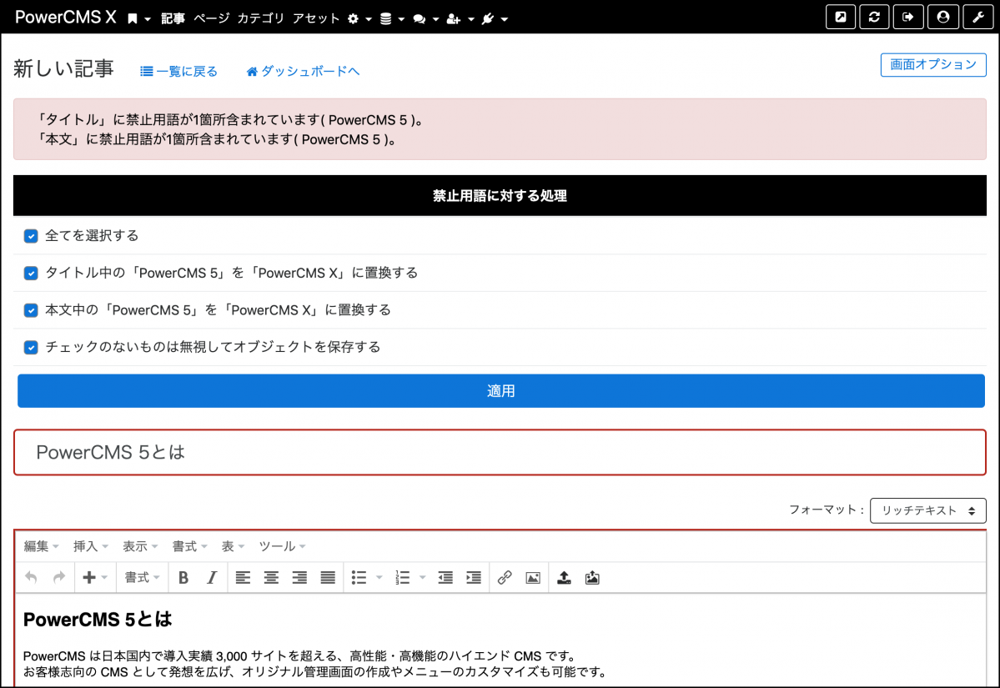 PowerCMS X 記事 ページ カテゴリ アセット
新しい記事 一覧に戻る ダッシュボードへ 画面オプション
「タイトル」に禁止用語が1箇所含まれています( PowerCMS 5 )。
「本文」に禁止用語が1箇所含まれています( PowerCMS 5 )。
禁止用語に対する処理
全てを選択する
タイトル中の「PowerCMS 5」を「PowerCMS X」に置換する
本文中の「PowerCMS 5」を「PowerCMS X」に置換する
チェックのないものは無視してオブジェクトを保存する
適用
PowerCMS 5とは
フォーマット : リッチテキスト
編集 挿入 表示 書式 表 ツール
書式 B I
PowerCMS 5とは
PowerCMS は日本国内で導入実績 3,000 サイトを超える、高性能・高機能のハイエンド CMS です。
お客様志向の CMS として発想を広げ、オリジナル管理画面の作成やメニューのカスタマイズも可能です。